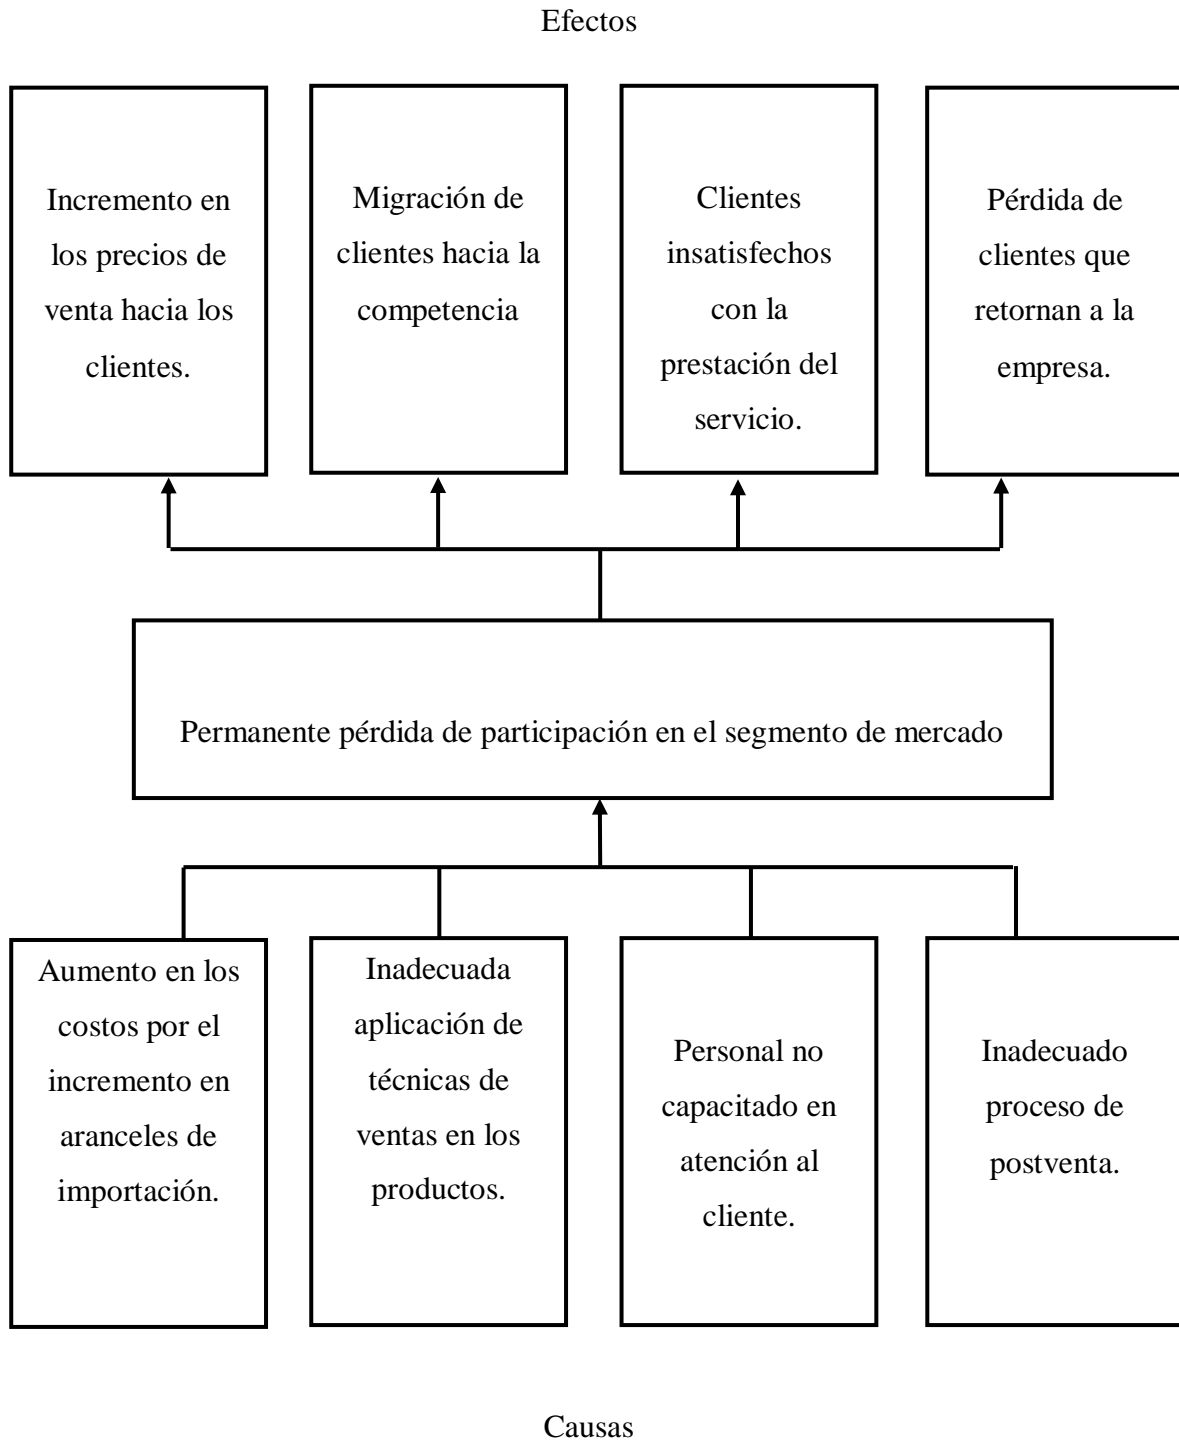 Efectos
Incremento en
los precios de
venta hacia los
clientes.
Migración de
clientes hacia la
competencia
Clientes
insatisfechos
con la
prestación del
servicio.
Pérdida de
clientes que
retornan a la
empresa.
Permanente pérdida de participación en el segmento de mercado
Aumento en los
costos por el
incremento en
aranceles de
importación.
Inadecuada
aplicación de
técnicas de
ventas en los
productos.
Personal no
capacitado en
atención al
cliente.
Inadecuado
proceso de
postventa.
Causas